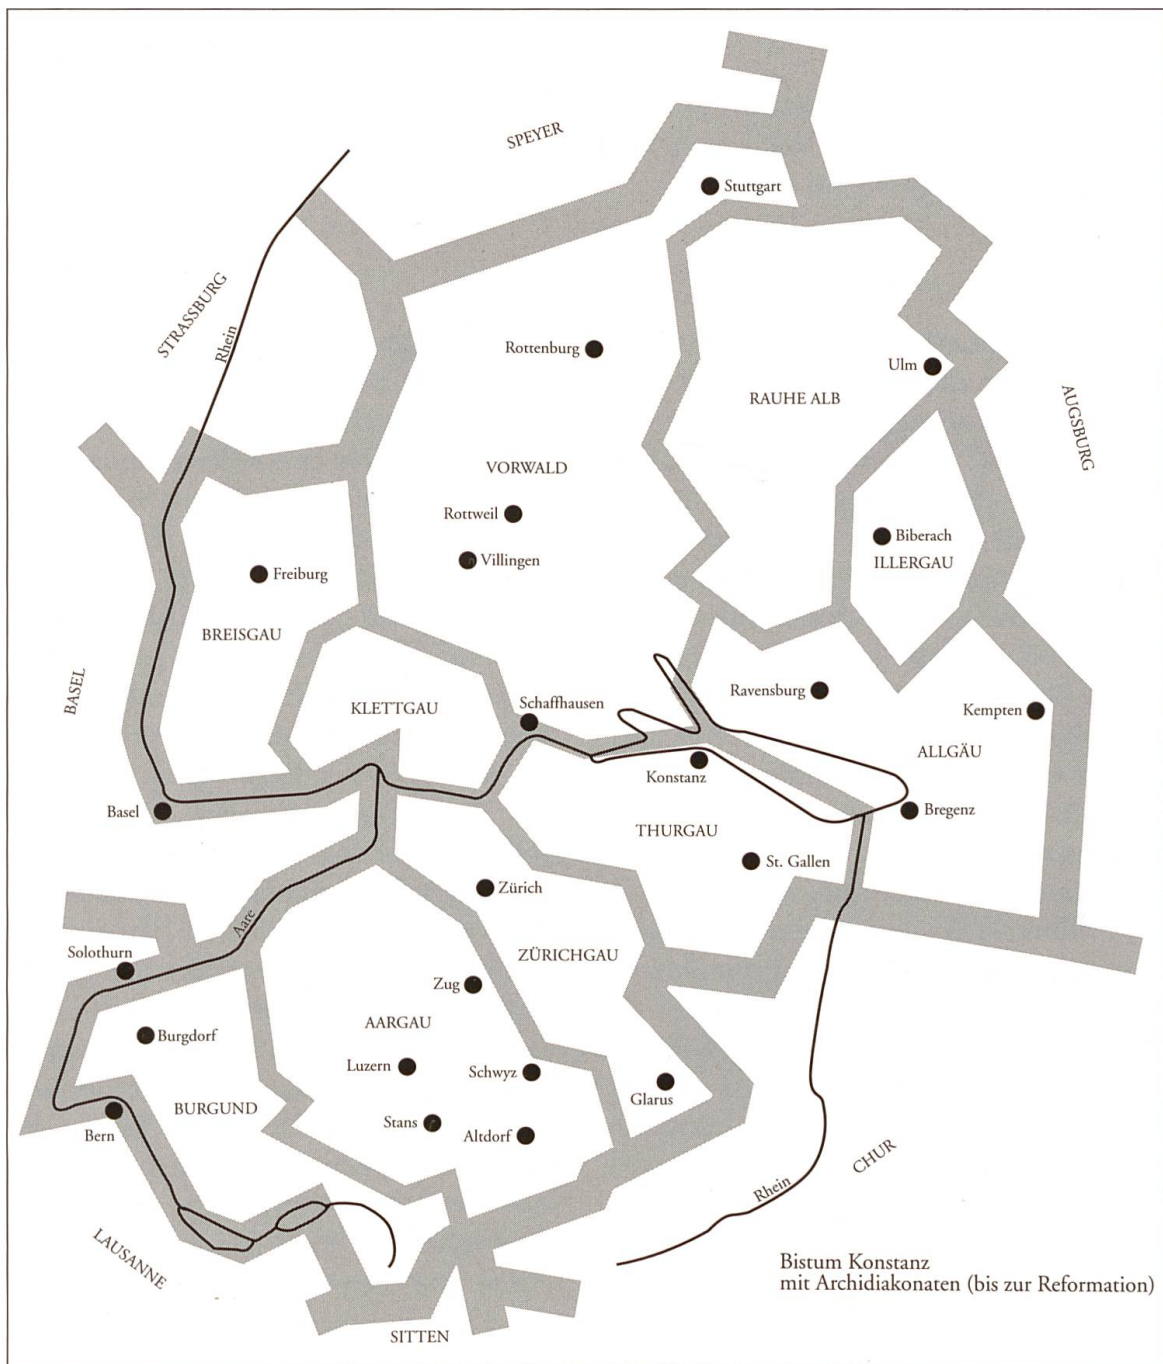 SPEYER
Stuttgart
STRASSBURG
Rhein
Rottenburg
Ulm
RAUHE ALB
AUGSBURG
VORWALD
Rottweil
Biberach
Villingen
ILLERGAU
Freiburg
BREISGAU
BASEL
Ravensburg
Schaffhausen
KLETTGAU
Kempten
ALLGÄU
Konstanz
Basel
Bregenz
THURGAU
St. Gallen
Zürich
Aare
Solothurn
ZÜRICHGAU
Zug
AARGAU
Burgdorf
Luzern
Schwyz
Glarus
BURGUND
Stans
Altdorf
Bern
CHUR
Rhein
LAUSANNE
Bistum Konstanz
mit Archidiakonaten (bis zur Reformation)
SITTEN